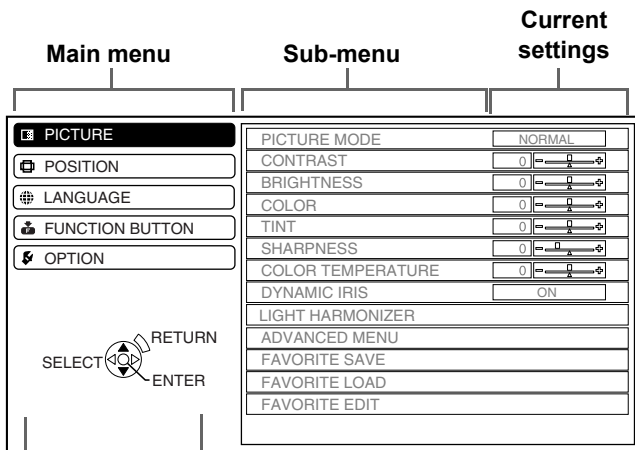 Main menu
Sub-menu
Current
settings
PICTURE
POSITION
LANGUAGE
FUNCTION BUTTON
OPTION
RETURN
SELECT
ENTER
PICTURE MODE NORMAL
CONTRAST 0
BRIGHTNESS 0
COLOR 0
TINT 0
SHARPNESS 0
COLOR TEMPERATURE 0
DYNAMIC IRIS ON
LIGHT HARMONIZER
ADVANCED MENU
FAVORITE SAVE
FAVORITE LOAD
FAVORITE EDIT